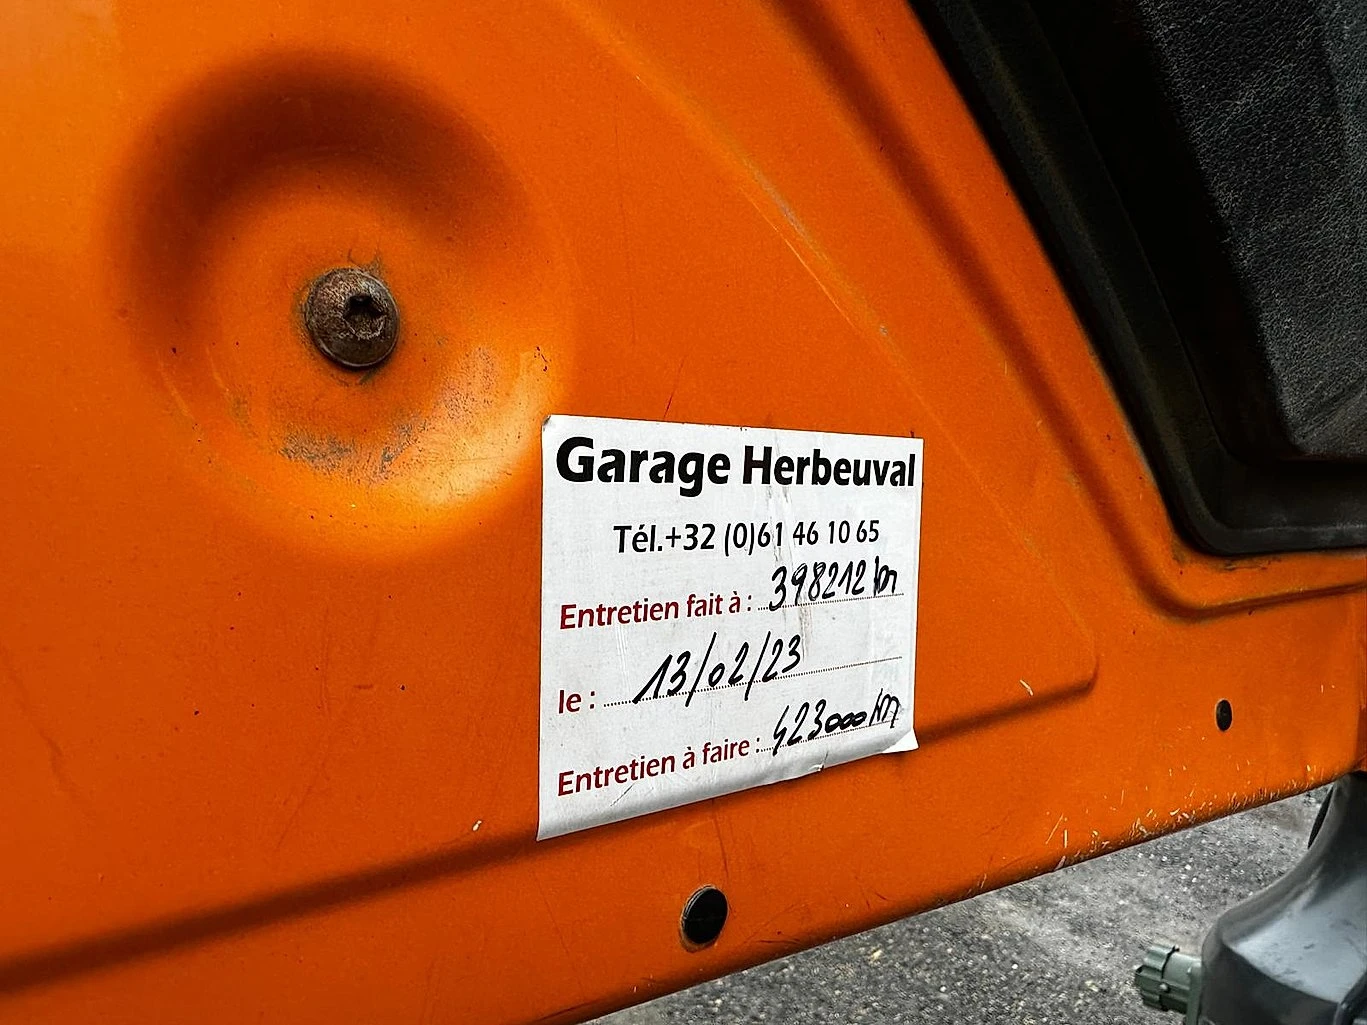 Garage Herbeuval
Tél.+32 (0)61 46 10 65
Entretien fait à : 398212 km
le : 13/02/23
Entretien à faire : 423000 km